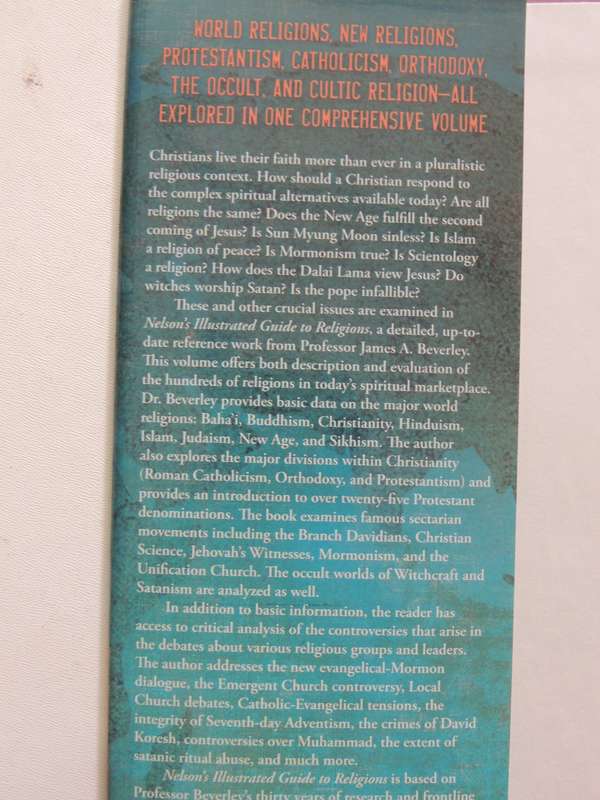 WORLD RELIGIONS, NEW RELIGIONS,
PROTESTANTISM, CATHOLICISM, ORTHODOXY,
THE OCCULT, AND CULTIC RELIGION—ALL
EXPLORED IN ONE COMPREHENSIVE VOLUME
Christians live their faith more than ever in a pluralistic
religious context. How should a Christian respond to
the complex spiritual alternatives available today? Are all
religions the same? Does the New Age fulfill the second
coming of Jesus? Is Sun Myung Moon sinless? Is Islam
a religion of peace? Is Mormonism true? Is Scientology
a religion? How does the Dalai Lama view Jesus? Do
witches worship Satan? Is the pope infallible?
These and other crucial issues are examined in
Nelson's Illustrated Guide to Religions, a detailed, up-to-
date reference work from Professor James A. Beverley.
This volume offers both description and evaluation of
the hundreds of religions in today's spiritual marketplace.
Dr. Beverley provides basic data on the major world
religions: Baha'i, Buddhism, Christianity, Hinduism,
Islam, Judaism, New Age, and Sikhism. The author
also explores the major divisions within Christianity
(Roman Catholicism, Orthodoxy, and Protestantism) and
provides an introduction to over twenty-five Protestant
denominations. The book examines famous sectarian
movements including the Branch Davidians, Christian
Science, Jehovah's Witnesses, Mormonism, and the
Unification Church. The occult worlds of Witchcraft and
Satanism are analyzed as well.
In addition to basic information, the reader has
access to critical analysis of the controversies that arise in
the debates about various religious groups and leaders.
The author addresses the new evangelical-Mormon
dialogue, the Emergent Church controversy, Local
Church debates, Catholic-Evangelical tensions, the
integrity of Seventh-day Adventism, the crimes of David
Koresh, controversies over Muhammad, the extent of
satanic ritual abuse, and much more.
Nelson's Illustrated Guide to Religions is based on
Professor Beverley's thirty years of research and frontline